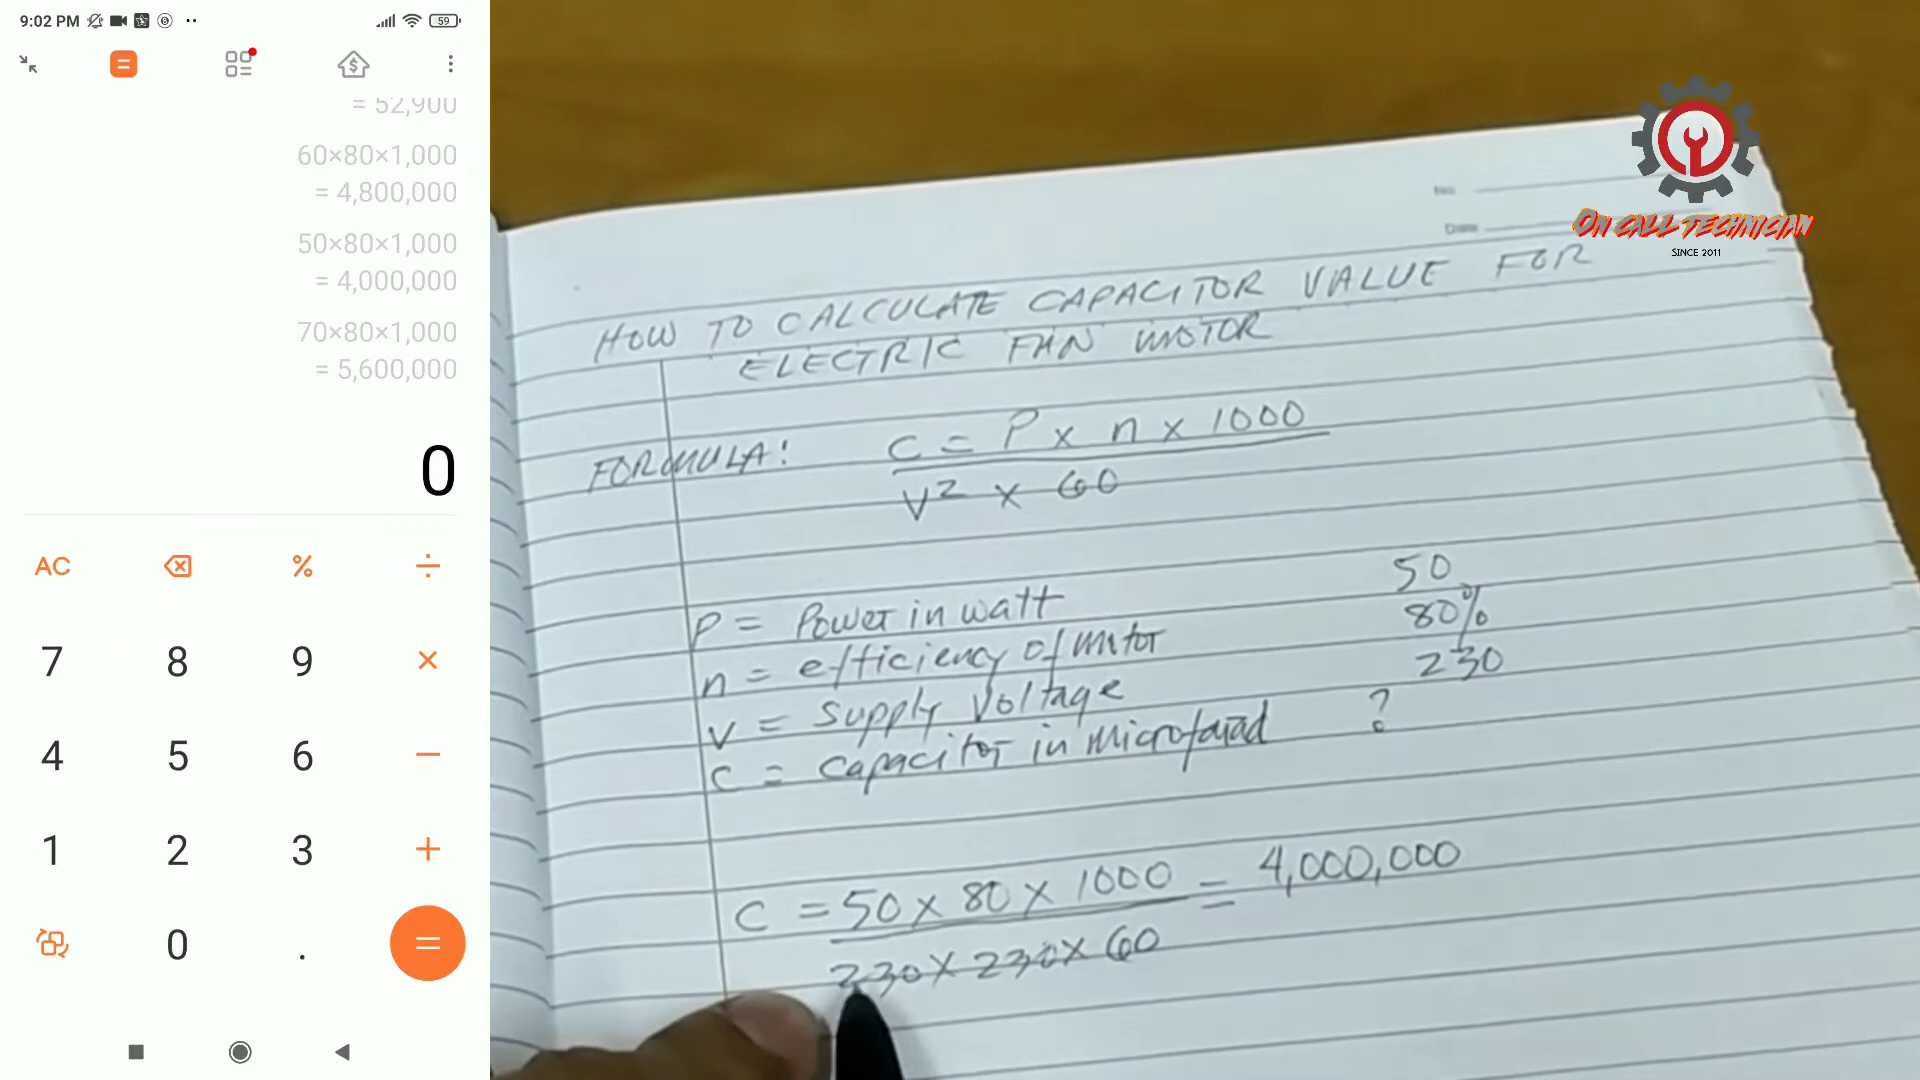 9:02 PM
59
= 52,900
60×80×1,000
= 4,800,000
50×80×1,000
= 4,000,000
70×80×1,000
= 5,600,000
0
AC % ÷
7 8 9 ×
4 5 6 −
1 2 3 +
0 . =
No.
Date
ON CALL TECHNICIAN
SINCE 2011
HOW TO CALCULATE CAPACITOR VALUE FOR
ELECTRIC FAN MOTOR
FORMULA: C = P x n x 1000
V² x 60
P = Power in watt 50
n = efficiency of motor 80%
V = Supply Voltage 230
C = Capacitor in microfarad ?
C = 50 x 80 x 1000 = 4,000,000
230 x 230 x 60